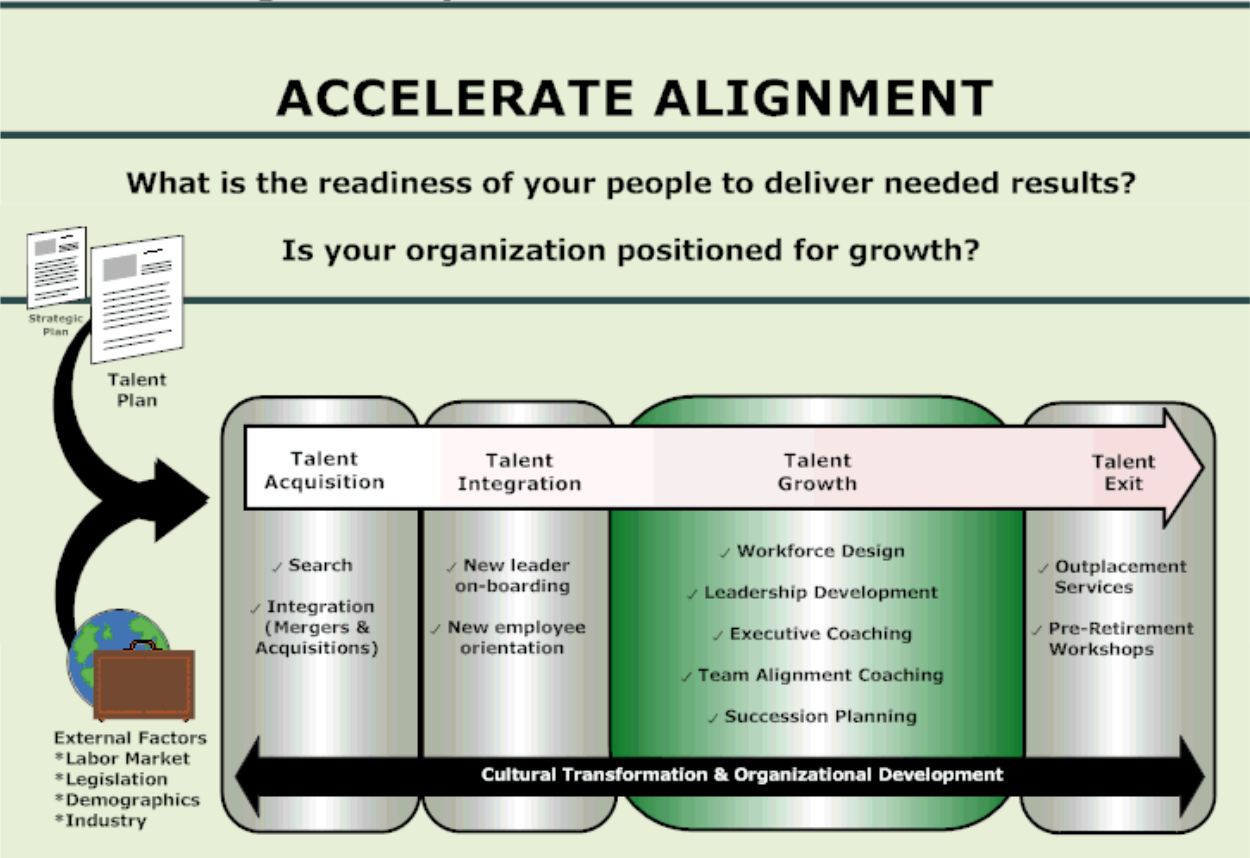 ACCELERATE ALIGNMENT
What is the readiness of your people to deliver needed results?
Is your organization positioned for growth?
Strategic
Plan
Talent
Plan
External Factors
*Labor Market
*Legislation
*Demographics
*Industry
Talent
Acquisition
✓ Search
✓ Integration
(Mergers &
Acquisitions)
Talent
Integration
✓ New leader
on-boarding
✓ New employee
orientation
Talent
Growth
✓ Workforce Design
✓ Leadership Development
✓ Executive Coaching
✓ Team Alignment Coaching
✓ Succession Planning
Talent
Exit
✓ Outplacement
Services
✓ Pre-Retirement
Workshops
Cultural Transformation & Organizational Development